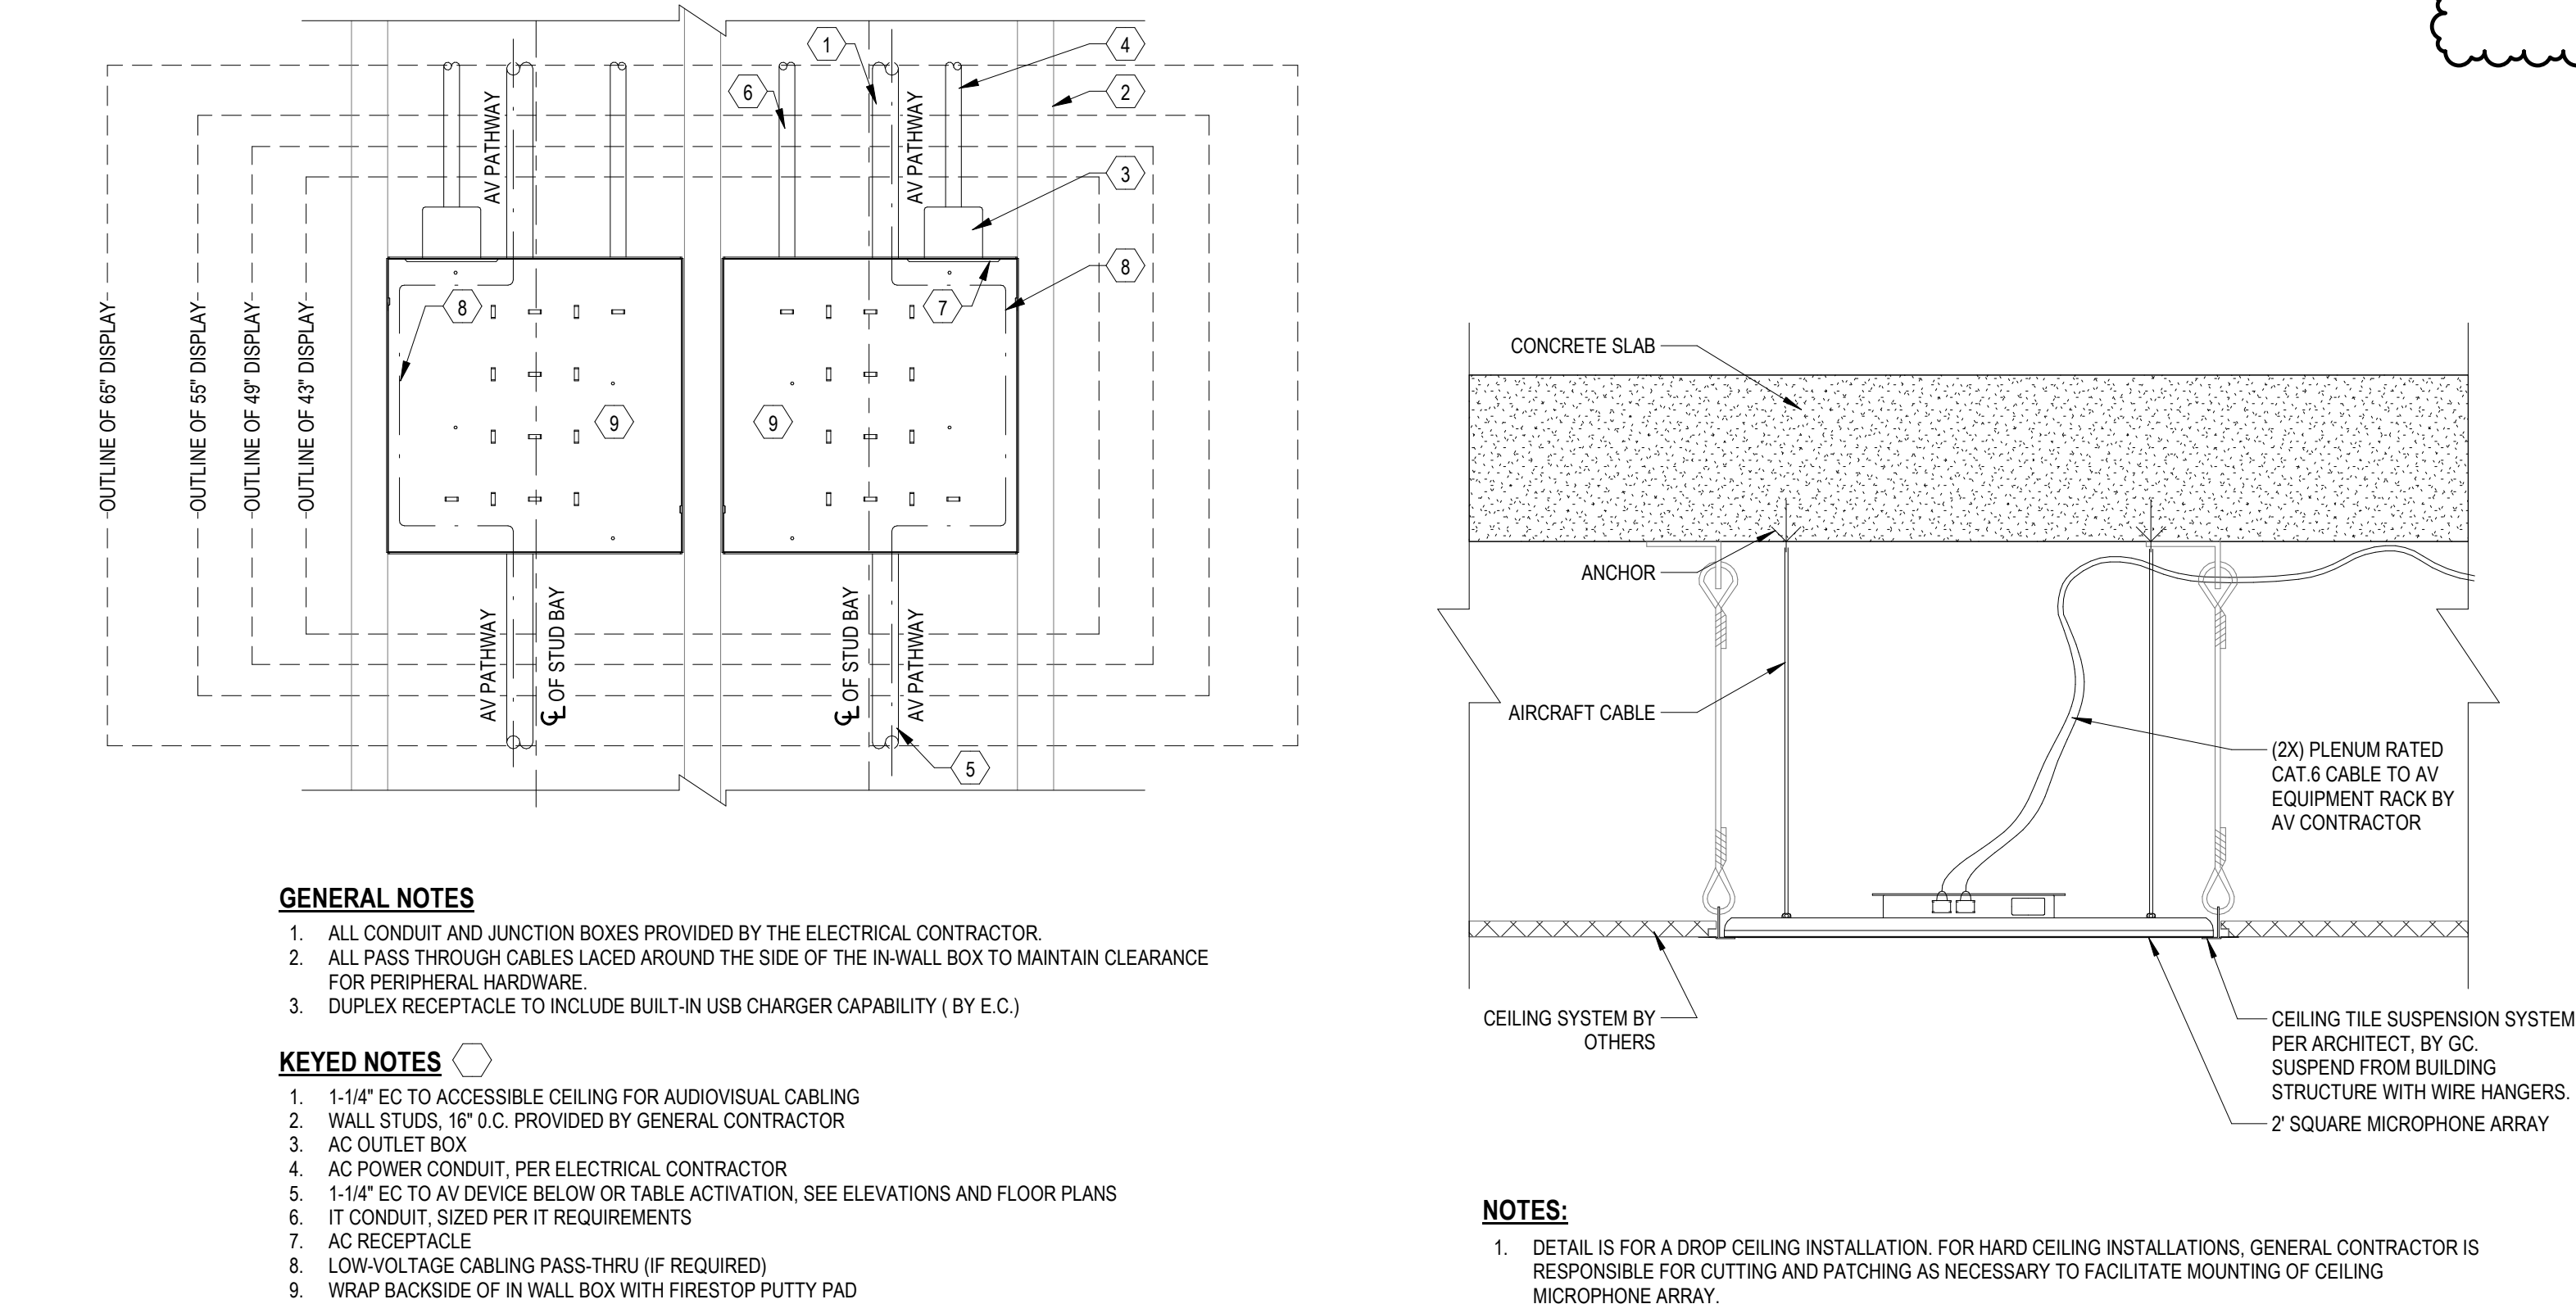 1
4
6
2
AV PATHWAY
AV PATHWAY
3
8
8
7
OUTLINE OF 65" DISPLAY
OUTLINE OF 55" DISPLAY
OUTLINE OF 49" DISPLAY
OUTLINE OF 43" DISPLAY
9
9
AV PATHWAY
℄ OF STUD BAY
℄ OF STUD BAY
AV PATHWAY
5
GENERAL NOTES
1. ALL CONDUIT AND JUNCTION BOXES PROVIDED BY THE ELECTRICAL CONTRACTOR.
2. ALL PASS THROUGH CABLES LACED AROUND THE SIDE OF THE IN-WALL BOX TO MAINTAIN CLEARANCE
FOR PERIPHERAL HARDWARE.
3. DUPLEX RECEPTACLE TO INCLUDE BUILT-IN USB CHARGER CAPABILITY ( BY E.C.)
KEYED NOTES
1. 1-1/4" EC TO ACCESSIBLE CEILING FOR AUDIOVISUAL CABLING
2. WALL STUDS, 16" 0.C. PROVIDED BY GENERAL CONTRACTOR
3. AC OUTLET BOX
4. AC POWER CONDUIT, PER ELECTRICAL CONTRACTOR
5. 1-1/4" EC TO AV DEVICE BELOW OR TABLE ACTIVATION, SEE ELEVATIONS AND FLOOR PLANS
6. IT CONDUIT, SIZED PER IT REQUIREMENTS
7. AC RECEPTACLE
8. LOW-VOLTAGE CABLING PASS-THRU (IF REQUIRED)
9. WRAP BACKSIDE OF IN WALL BOX WITH FIRESTOP PUTTY PAD
CONCRETE SLAB
ANCHOR
AIRCRAFT CABLE
(2X) PLENUM RATED
CAT.6 CABLE TO AV
EQUIPMENT RACK BY
AV CONTRACTOR
CEILING SYSTEM BY
OTHERS
CEILING TILE SUSPENSION SYSTEM
PER ARCHITECT, BY GC.
SUSPEND FROM BUILDING
STRUCTURE WITH WIRE HANGERS.
2' SQUARE MICROPHONE ARRAY
NOTES:
1. DETAIL IS FOR A DROP CEILING INSTALLATION. FOR HARD CEILING INSTALLATIONS, GENERAL CONTRACTOR IS
RESPONSIBLE FOR CUTTING AND PATCHING AS NECESSARY TO FACILITATE MOUNTING OF CEILING
MICROPHONE ARRAY.